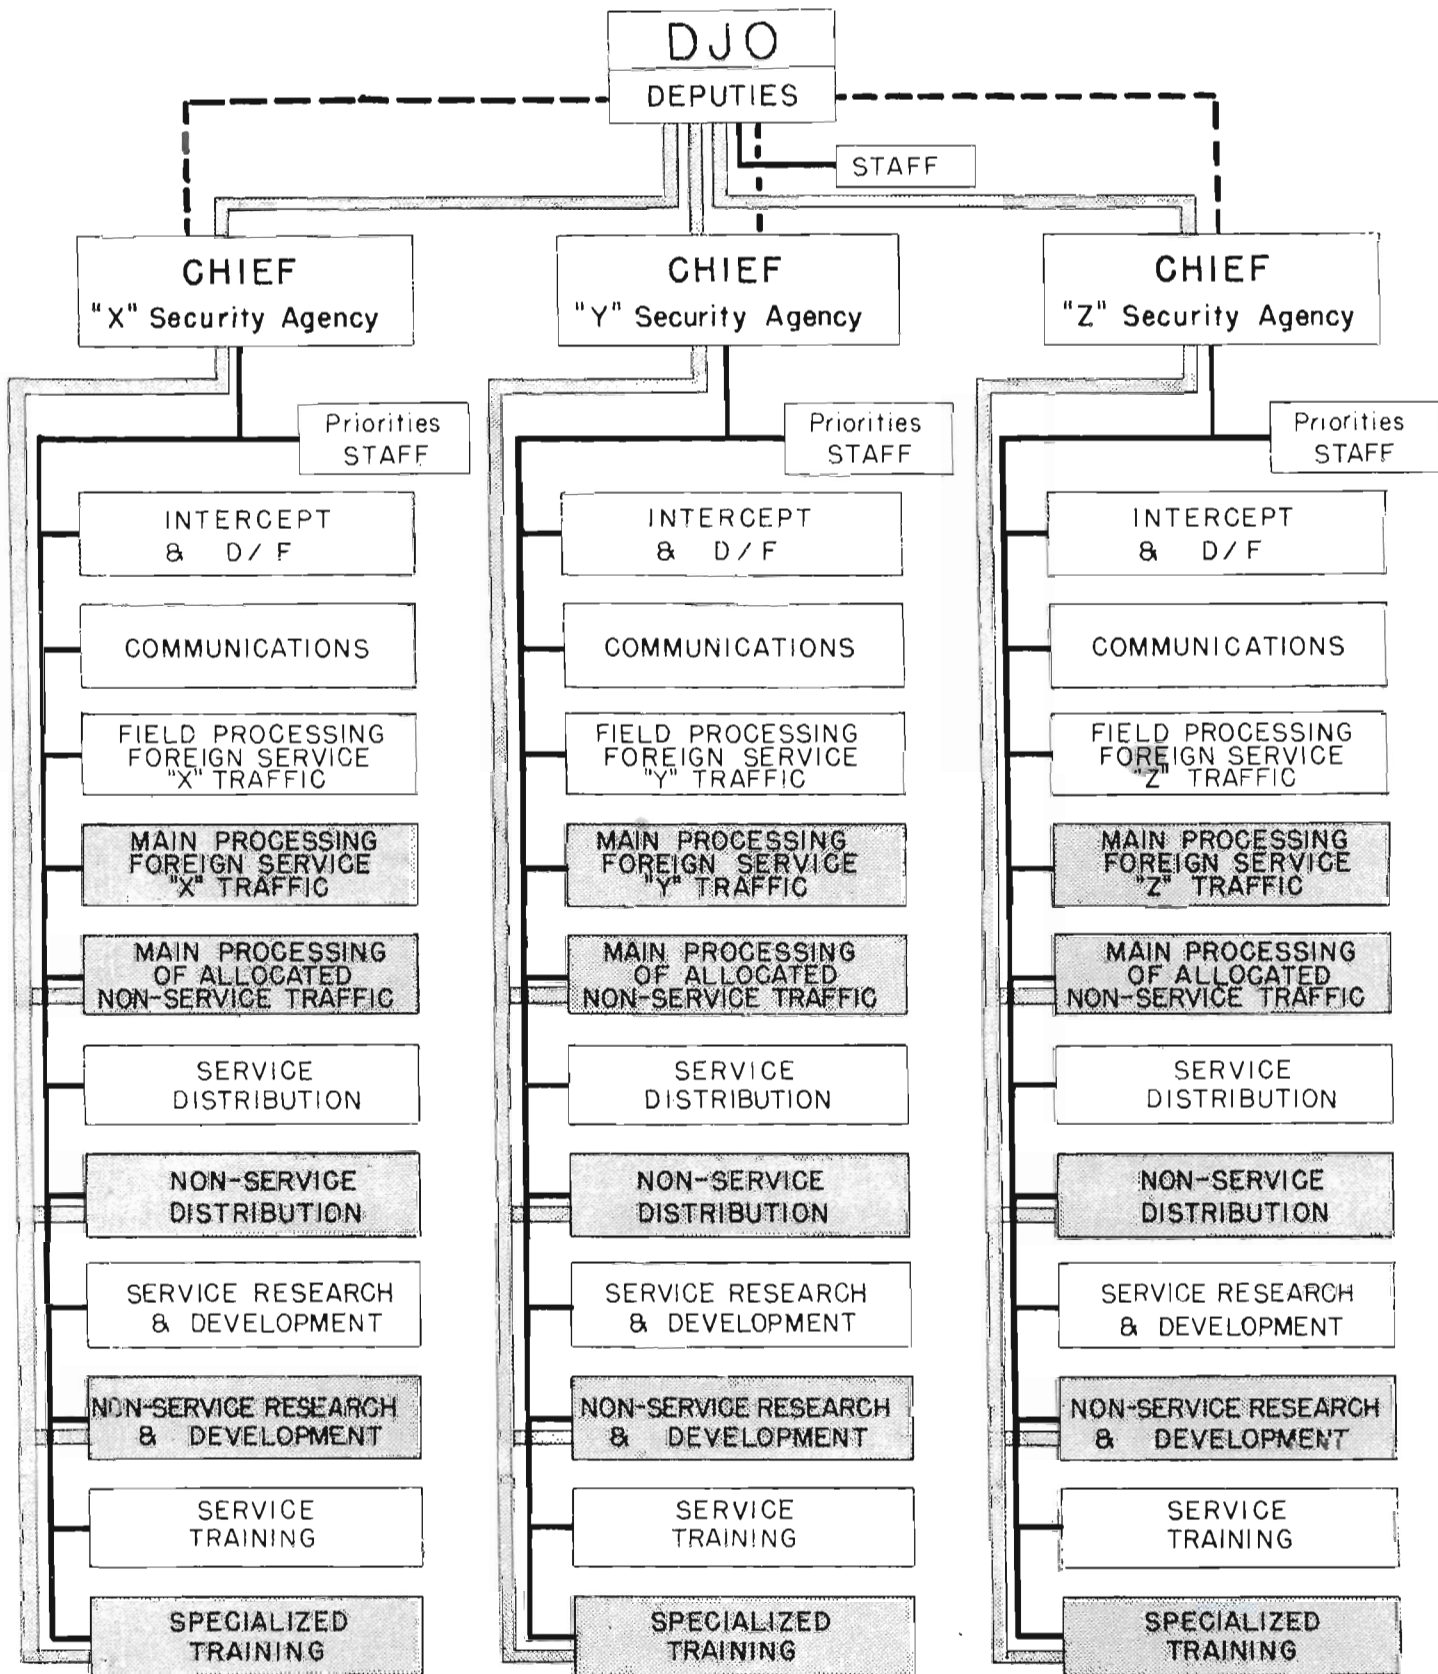 DJO
DEPUTIES
STAFF
CHIEF
"X" Security Agency
CHIEF
"Y" Security Agency
CHIEF
"Z" Security Agency
Priorities
STAFF
Priorities
STAFF
Priorities
STAFF
INTERCEPT
& D/F
INTERCEPT
& D/F
INTERCEPT
& D/F
COMMUNICATIONS
COMMUNICATIONS
COMMUNICATIONS
FIELD PROCESSING
FOREIGN SERVICE
"X" TRAFFIC
FIELD PROCESSING
FOREIGN SERVICE
"Y" TRAFFIC
FIELD PROCESSING
FOREIGN SERVICE
"Z" TRAFFIC
MAIN PROCESSING
FOREIGN SERVICE
"X" TRAFFIC
MAIN PROCESSING
FOREIGN SERVICE
"Y" TRAFFIC
MAIN PROCESSING
FOREIGN SERVICE
"Z" TRAFFIC
MAIN PROCESSING
OF ALLOCATED
NON-SERVICE TRAFFIC
MAIN PROCESSING
OF ALLOCATED
NON-SERVICE TRAFFIC
MAIN PROCESSING
OF ALLOCATED
NON-SERVICE TRAFFIC
SERVICE
DISTRIBUTION
SERVICE
DISTRIBUTION
SERVICE
DISTRIBUTION
NON-SERVICE
DISTRIBUTION
NON-SERVICE
DISTRIBUTION
NON-SERVICE
DISTRIBUTION
SERVICE RESEARCH
& DEVELOPMENT
SERVICE RESEARCH
& DEVELOPMENT
SERVICE RESEARCH
& DEVELOPMENT
NON-SERVICE RESEARCH
& DEVELOPMENT
NON-SERVICE RESEARCH
& DEVELOPMENT
NON-SERVICE RESEARCH
& DEVELOPMENT
SERVICE
TRAINING
SERVICE
TRAINING
SERVICE
TRAINING
SPECIALIZED
TRAINING
SPECIALIZED
TRAINING
SPECIALIZED
TRAINING